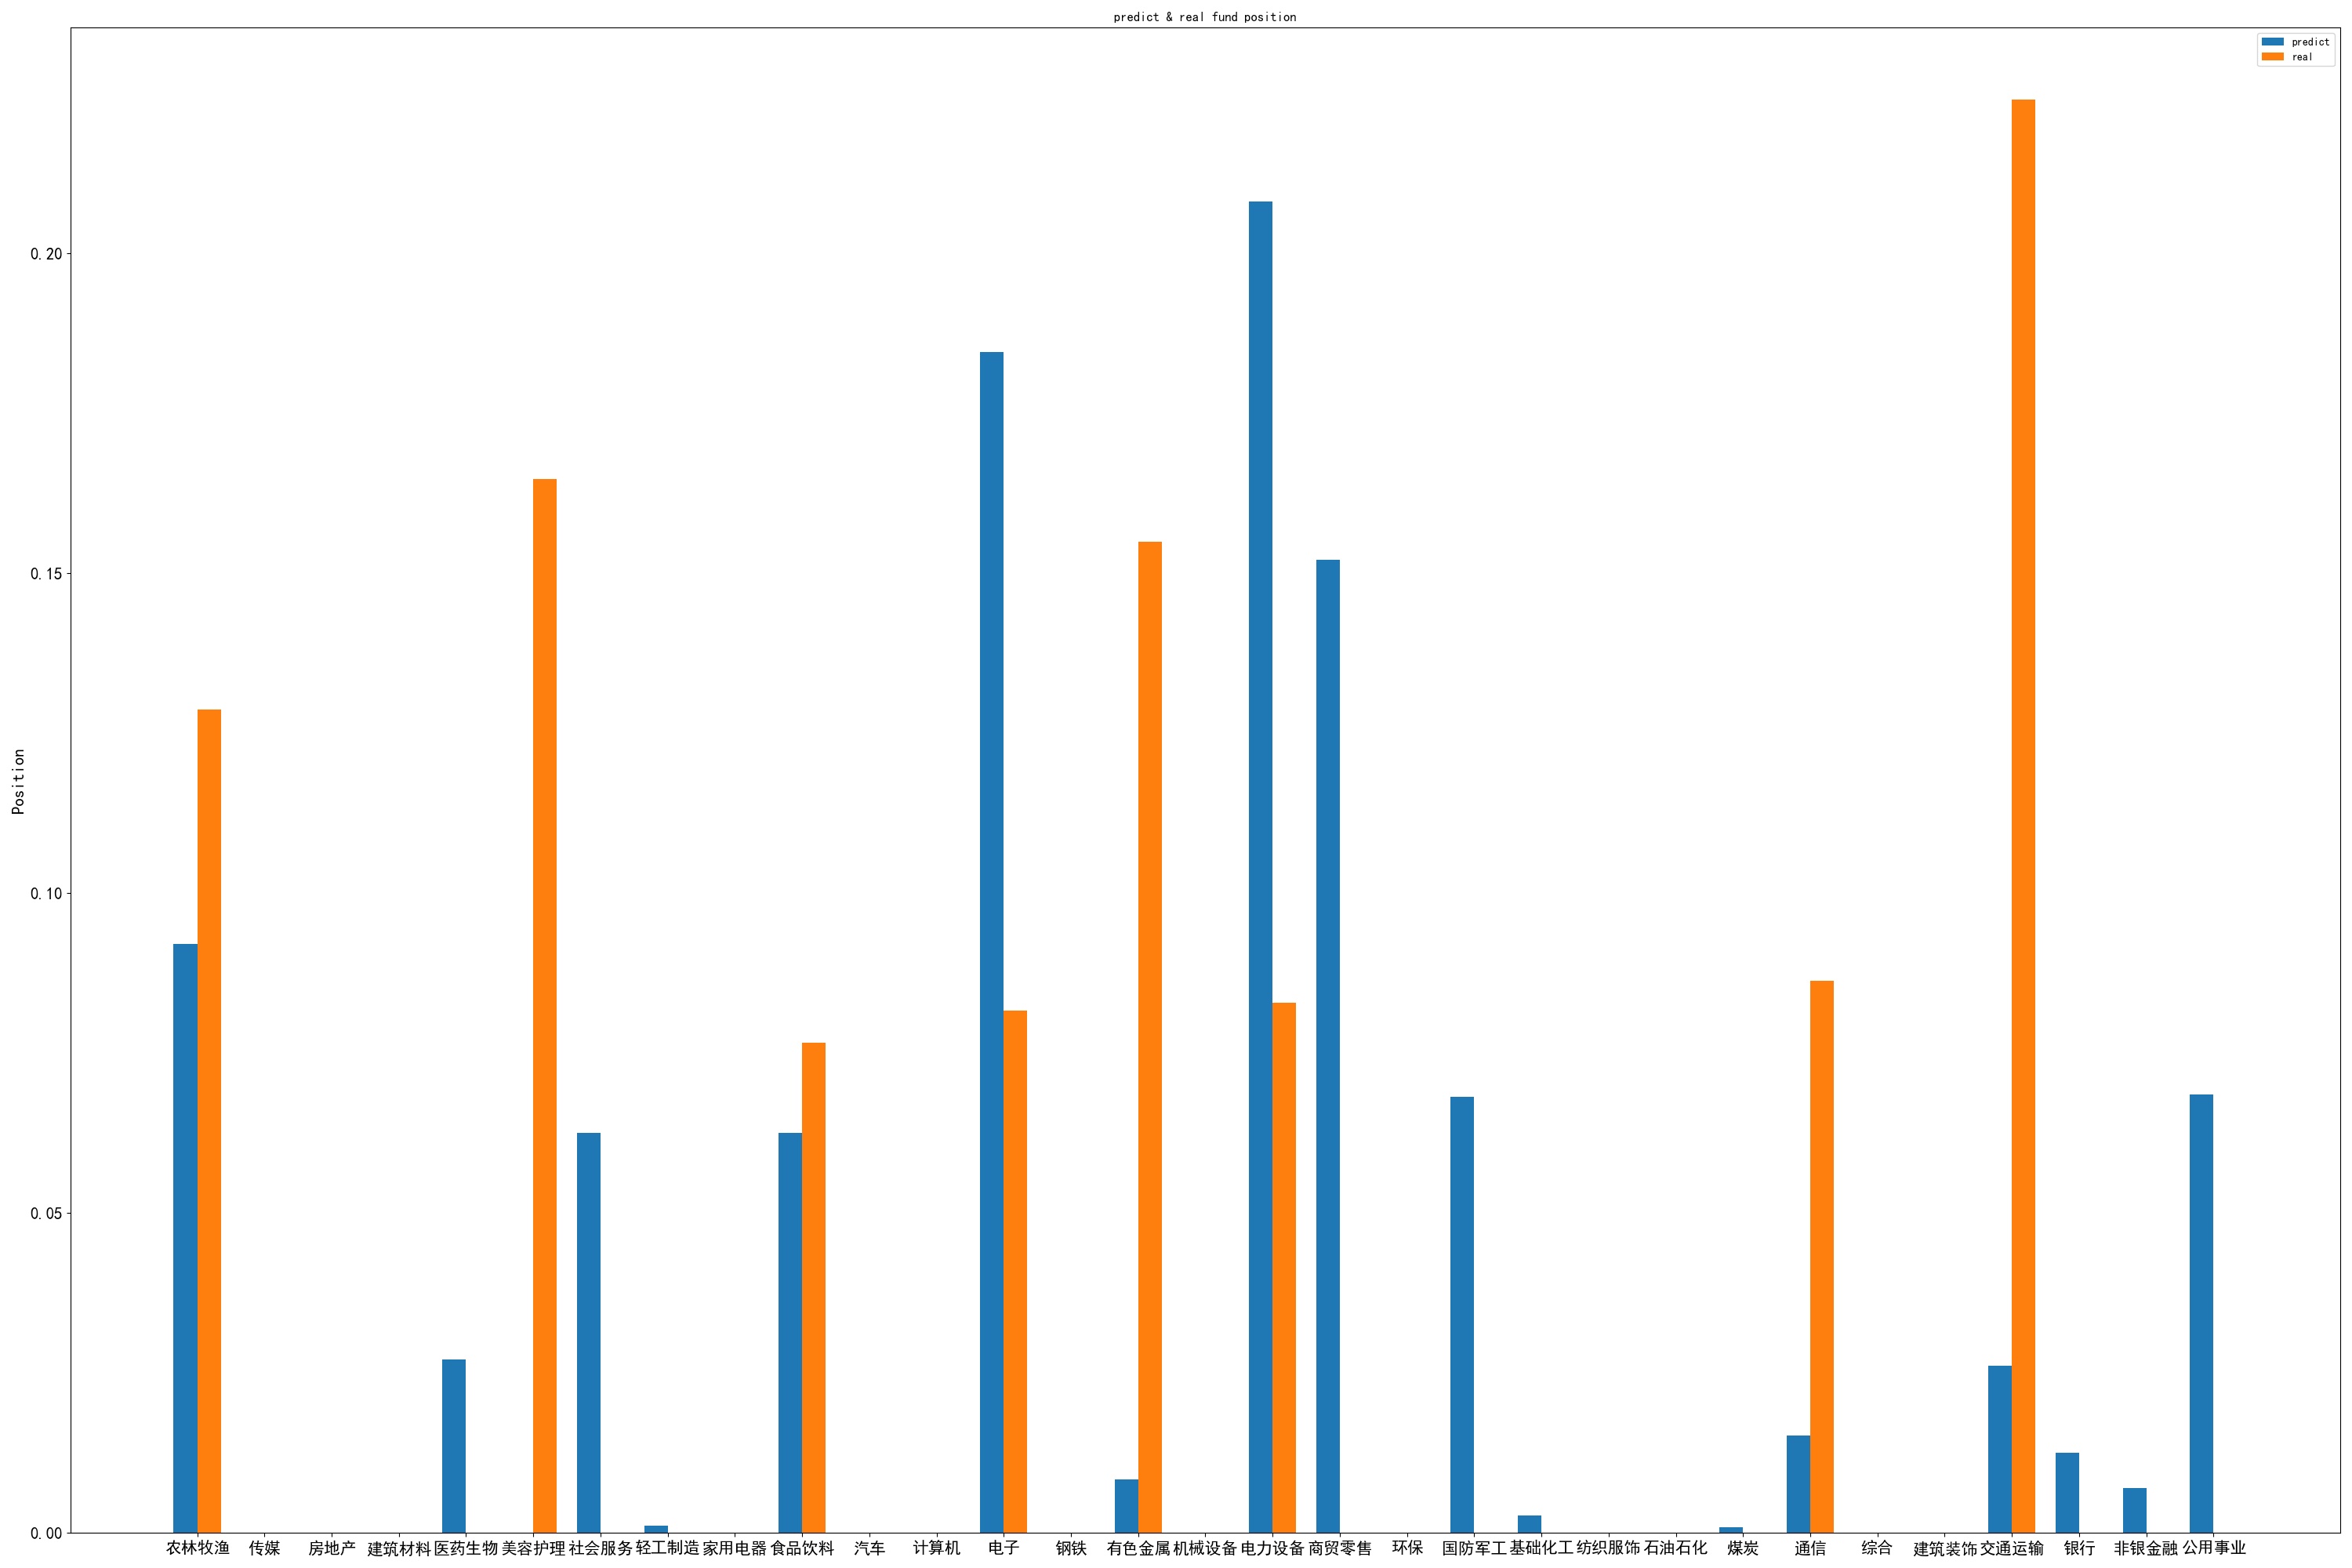 predict & real fund position
predict
real
Position
0.20
0.15
0.10
0.05
0.00
农林牧渔 传媒 房地产 建筑材料 医药生物 美容护理 社会服务 轻工制造 家用电器 食品饮料 汽车 计算机 电子 钢铁 有色金属 机械设备 电力设备 商贸零售 环保 国防军工 基础化工 纺织服饰 石油石化 煤炭 通信 综合 建筑装饰 交通运输 银行 非银金融 公用事业